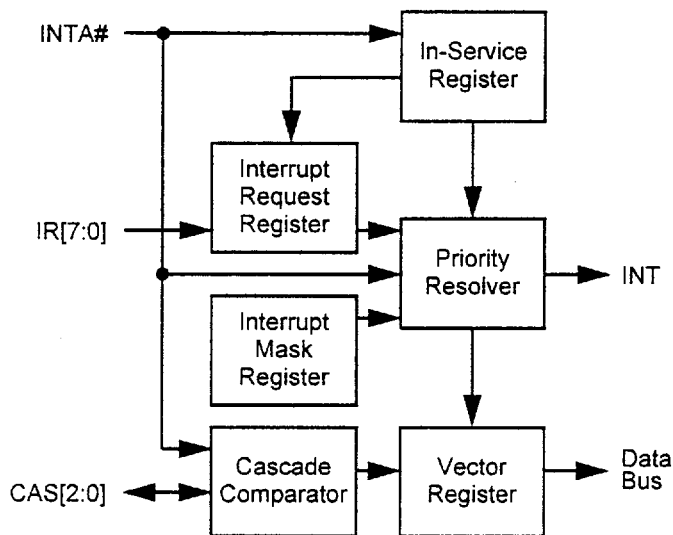 INTA#
In-Service
Register
Interrupt
Request
Register
IR[7:0]
Priority
Resolver
INT
Interrupt
Mask
Register
Cascade
Comparator
CAS[2:0]
Vector
Register
Data
Bus